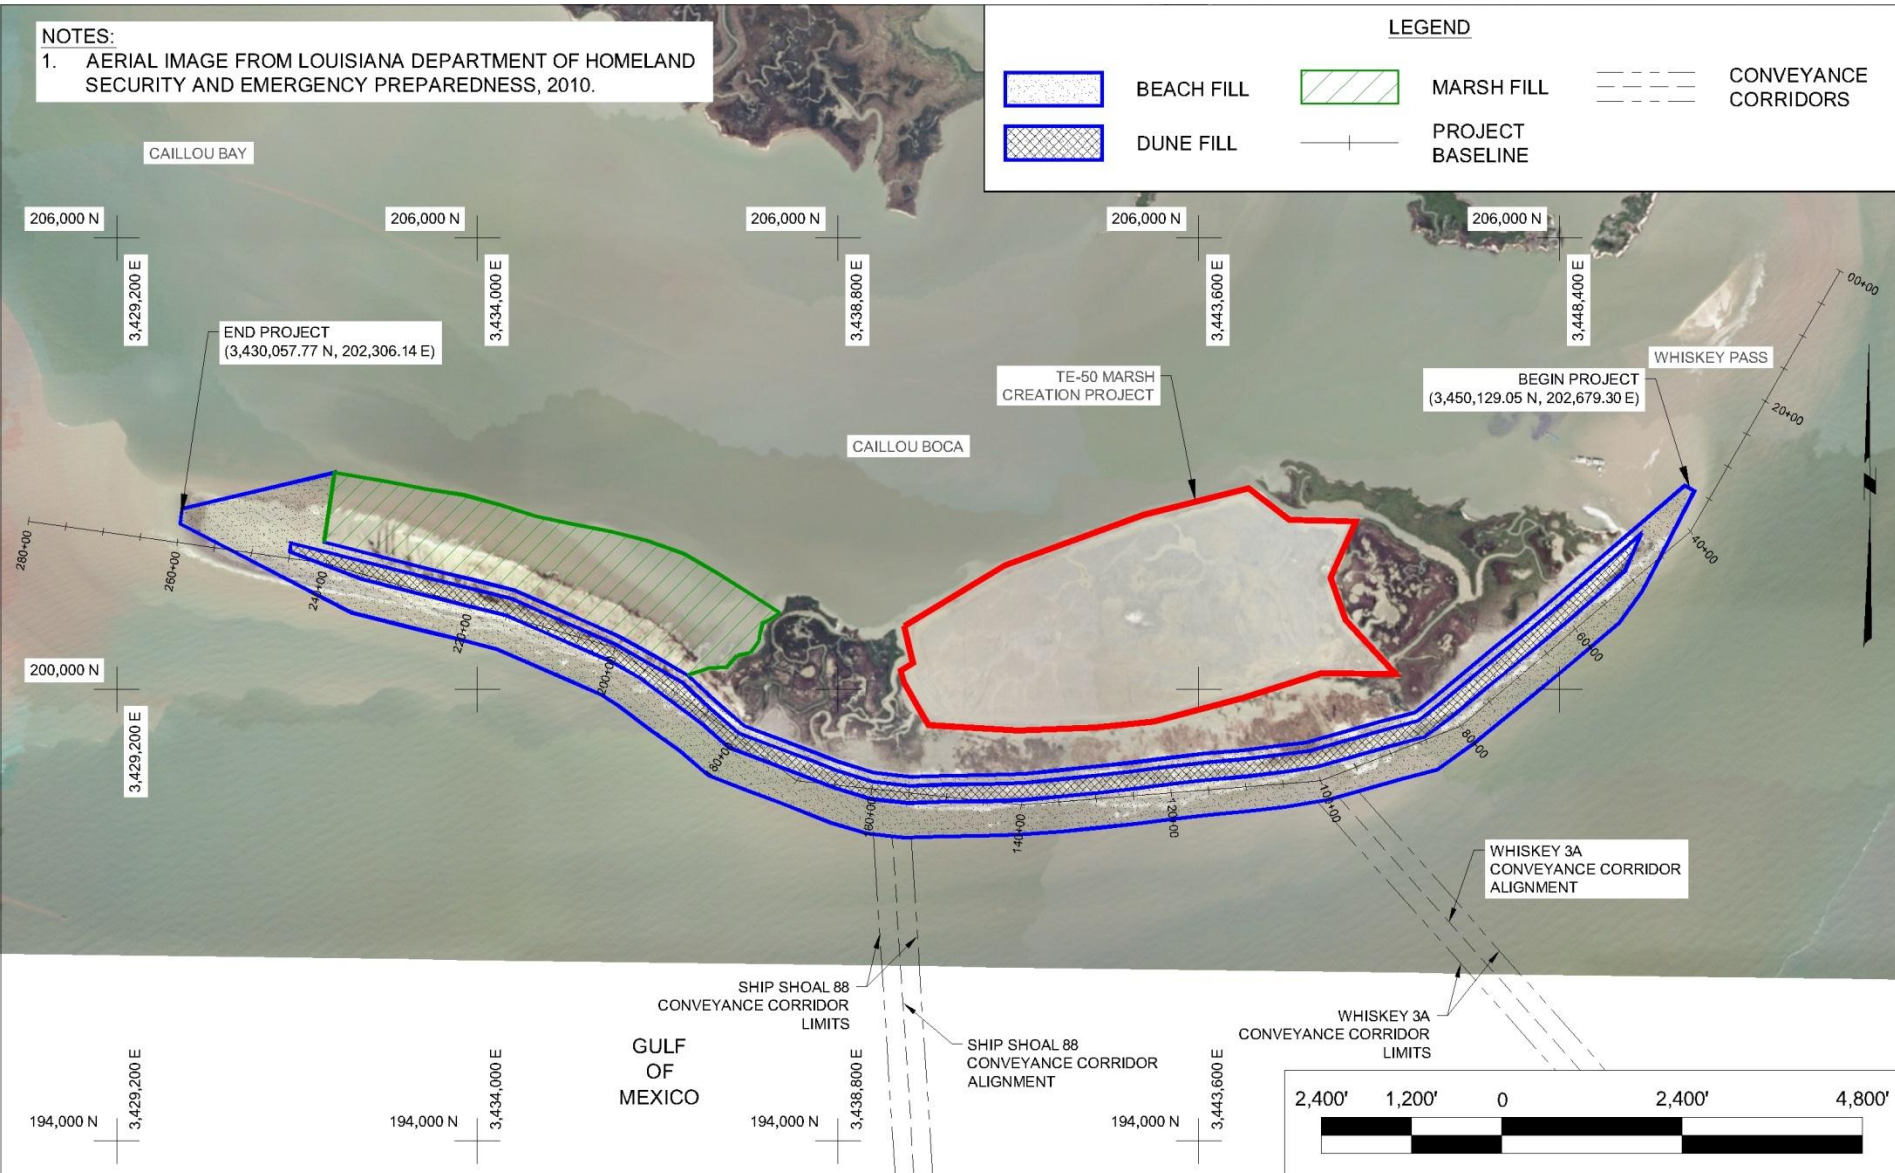 NOTES:
1. AERIAL IMAGE FROM LOUISIANA DEPARTMENT OF HOMELAND
SECURITY AND EMERGENCY PREPAREDNESS, 2010.
LEGEND
BEACH FILL
MARSH FILL
CONVEYANCE
CORRIDORS
DUNE FILL
PROJECT
BASELINE
CAILLOU BAY
206,000 N
206,000 N
206,000 N
206,000 N
206,000 N
3,429,200 E
3,434,000 E
3,438,800 E
3,443,600 E
3,448,400 E
00+00
END PROJECT
(3,430,057.77 N, 202,306.14 E)
WHISKEY PASS
TE-50 MARSH
CREATION PROJECT
BEGIN PROJECT
(3,450,129.05 N, 202,679.30 E)
20+00
CAILLOU BOCA
N
280+00
260+00
240+00
220+00
200+00
80+00
160+00
140+00
120+00
100+00
80+00
60+00
40+00
200,000 N
3,429,200 E
WHISKEY 3A
CONVEYANCE CORRIDOR
ALIGNMENT
SHIP SHOAL 88
CONVEYANCE CORRIDOR
LIMITS
SHIP SHOAL 88
CONVEYANCE CORRIDOR
ALIGNMENT
WHISKEY 3A
CONVEYANCE CORRIDOR
LIMITS
GULF
OF
MEXICO
194,000 N
194,000 N
194,000 N
194,000 N
3,429,200 E
3,434,000 E
3,438,800 E
3,443,600 E
2,400' 1,200' 0 2,400' 4,800'